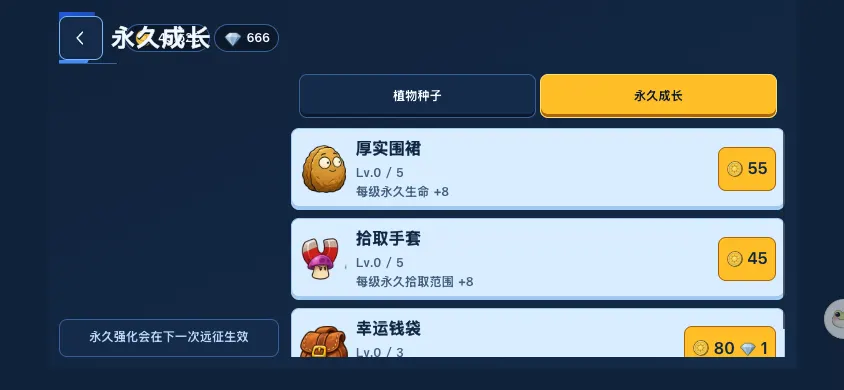 永久成长
666
植物种子
永久成长
厚实围裙
Lv.0 / 5
每级永久生命 +8
55
拾取手套
Lv.0 / 5
每级永久拾取范围 +8
45
幸运钱袋
Lv.0 / 3
80 1
永久强化会在下一次远征生效